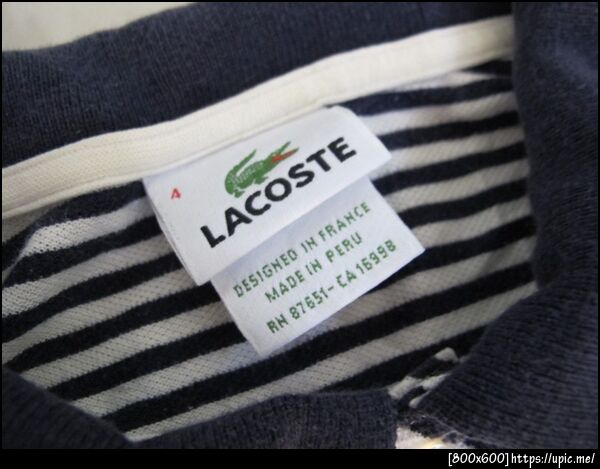 4
LACOSTE
DESIGNED IN FRANCE
MADE IN PERU
RN 87651-CA 16998
[800x600]https://upic.me/